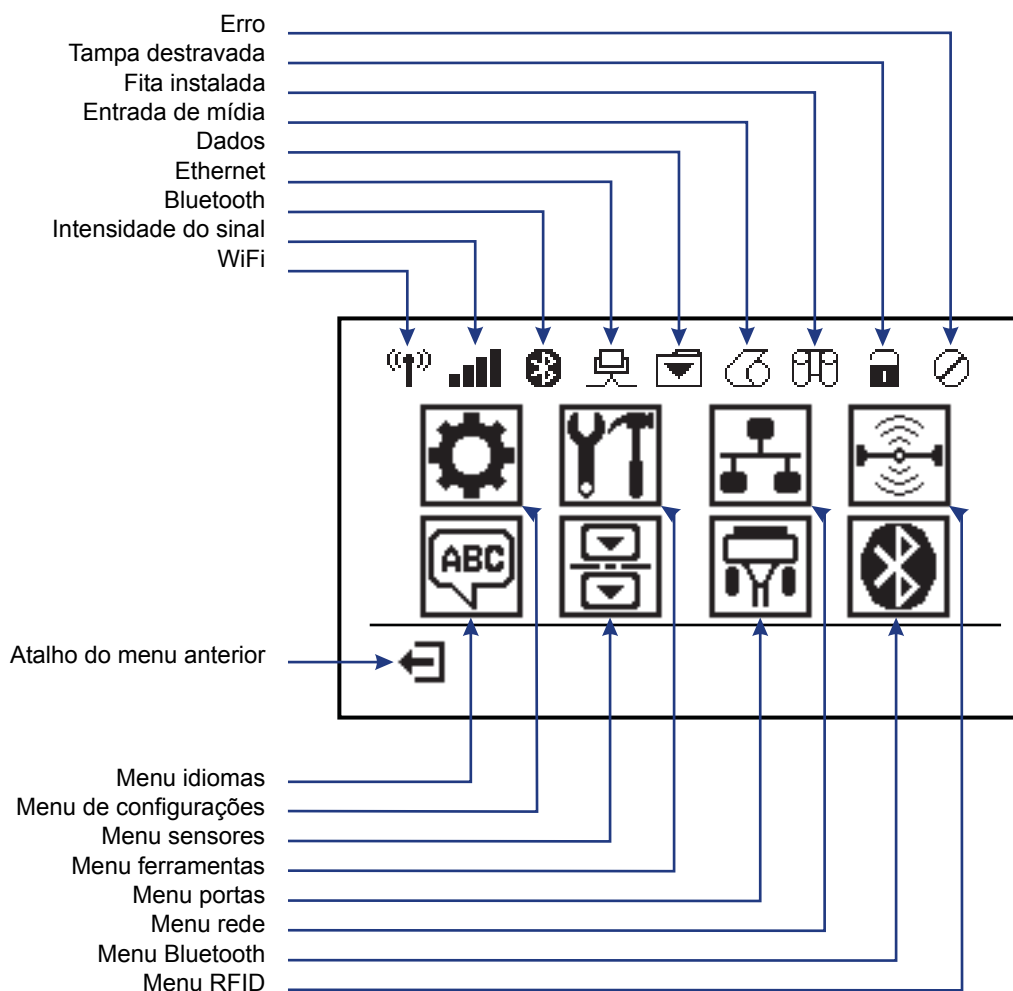 Erro
Tampa destravada
Fita instalada
Entrada de mídia
Dados
Ethernet
Bluetooth
Intensidade do sinal
WiFi
ABC
Atalho do menu anterior
Menu idiomas
Menu de configurações
Menu sensores
Menu ferramentas
Menu portas
Menu rede
Menu Bluetooth
Menu RFID